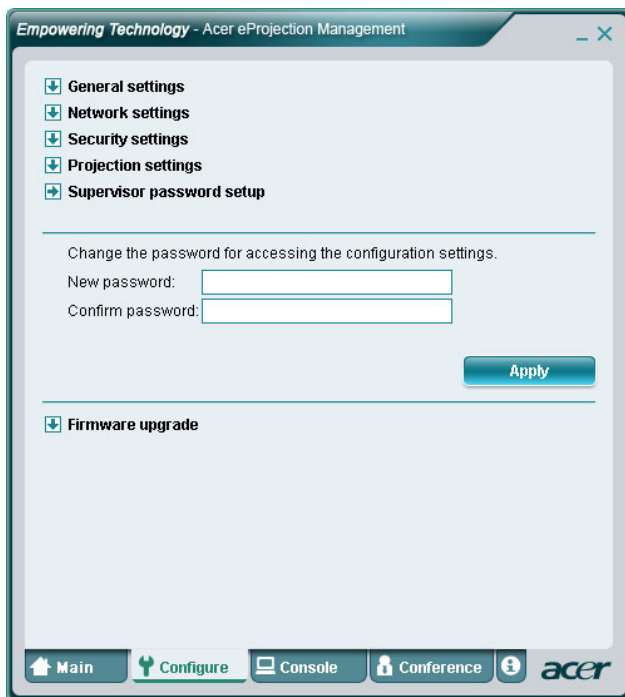 Empowering Technology - Acer eProjection Management
General settings
Network settings
Security settings
Projection settings
Supervisor password setup
Change the password for accessing the configuration settings.
New password:
Confirm password:
Apply
Firmware upgrade
Main Configure Console Conference acer